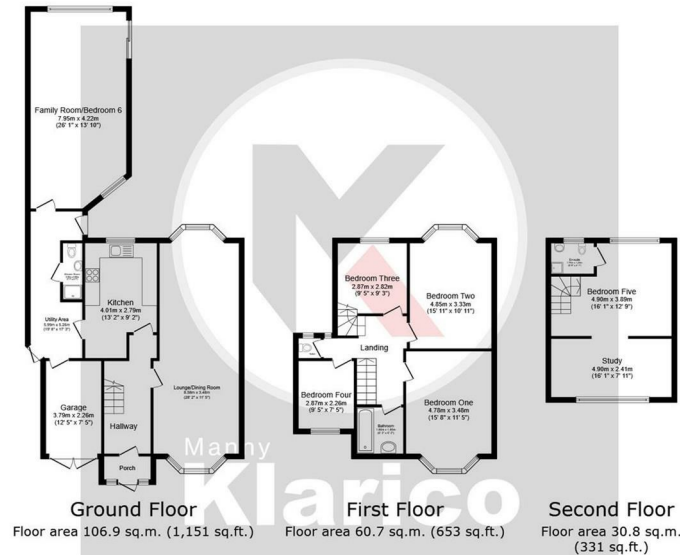 Family Room/Bedroom 6
7.95m x 4.22m
(26' 1" x 13' 10")
Kitchen
4.01m x 2.79m
(13' 2" x 9' 2")
Utility Area
Lounge/Dining Room
Garage
3.79m x 2.26m
(12' 5" x 7' 5")
Hallway
Porch
Ground Floor
Floor area 106.9 sq.m. (1,151 sq.ft.)
Bedroom Three
2.87m x 2.82m
(9' 5" x 9' 3")
Bedroom Two
4.85m x 3.33m
(15' 11" x 10' 11")
Landing
Bedroom Four
2.87m x 2.26m
(9' 5" x 7' 5")
Bedroom One
4.78m x 3.48m
(15' 8" x 11' 5")
Bathroom
First Floor
Floor area 60.7 sq.m. (653 sq.ft.)
Ensuite
Bedroom Five
4.90m x 3.89m
(16' 1" x 12' 9")
Study
4.90m x 2.41m
(16' 1" x 7' 11")
Second Floor
Floor area 30.8 sq.m.
(331 sq.ft.)
Manny
Klarico